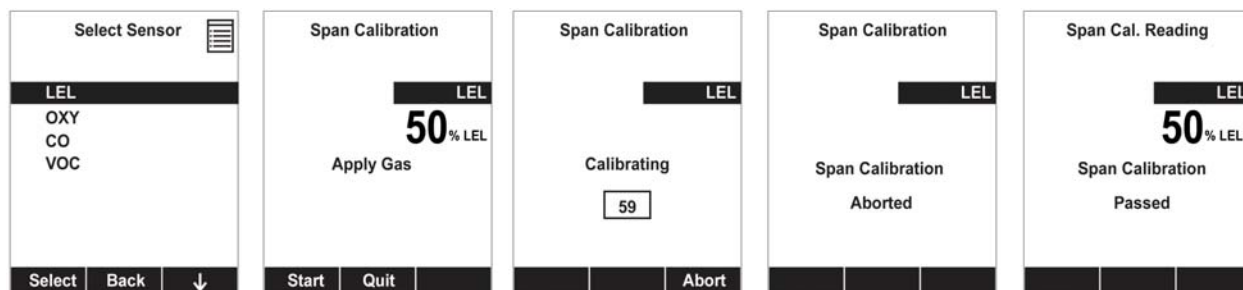 Select Sensor
LEL
OXY
CO
VOC
Select Back ↓
Span Calibration
LEL
50 % LEL
Apply Gas
Start Quit
Span Calibration
LEL
Calibrating
59
Abort
Span Calibration
LEL
Span Calibration
Aborted
Span Cal. Reading
LEL
50 % LEL
Span Calibration
Passed